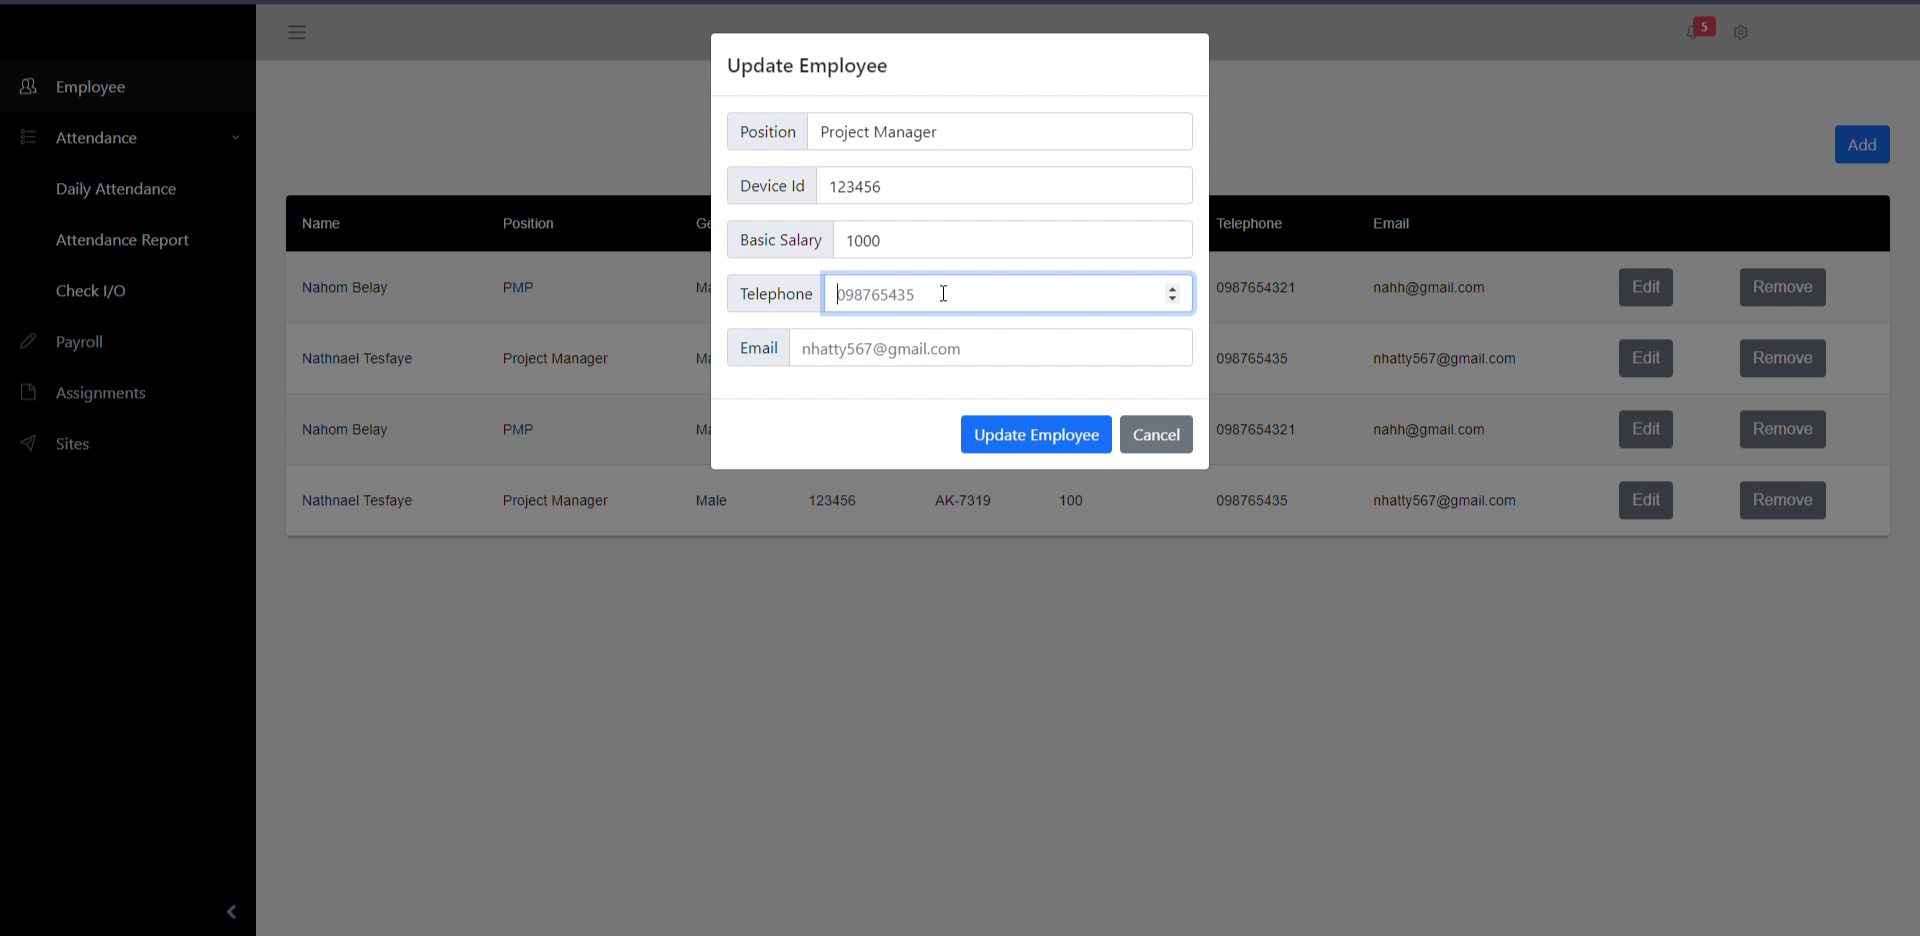 5
Employee
Attendance
Daily Attendance
Attendance Report
Check I/O
Payroll
Assignments
Sites
Add
Name Position Ge Telephone Email
Nahom Belay PMP Ma 0987654321 nahh@gmail.com Edit Remove
Nathnael Tesfaye Project Manager Ma 098765435 nhatty567@gmail.com Edit Remove
Nahom Belay PMP Ma 0987654321 nahh@gmail.com Edit Remove
Nathnael Tesfaye Project Manager Male 123456 AK-7319 100 098765435 nhatty567@gmail.com Edit Remove
Update Employee
Position Project Manager
Device Id 123456
Basic Salary 1000
Telephone 098765435
Email nhatty567@gmail.com
Update Employee Cancel